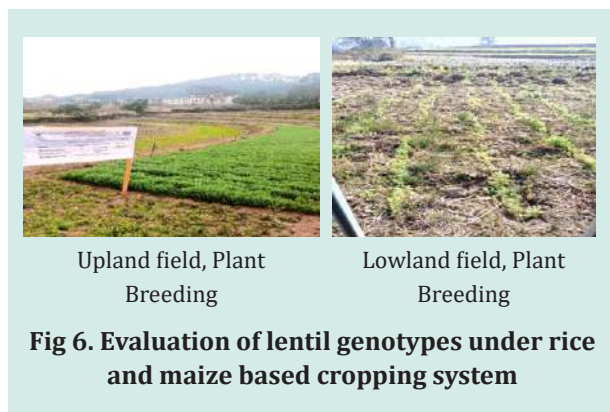 Upland field, Plant
Breeding
Lowland field, Plant
Breeding
Fig 6. Evaluation of lentil genotypes under rice
and maize based cropping system